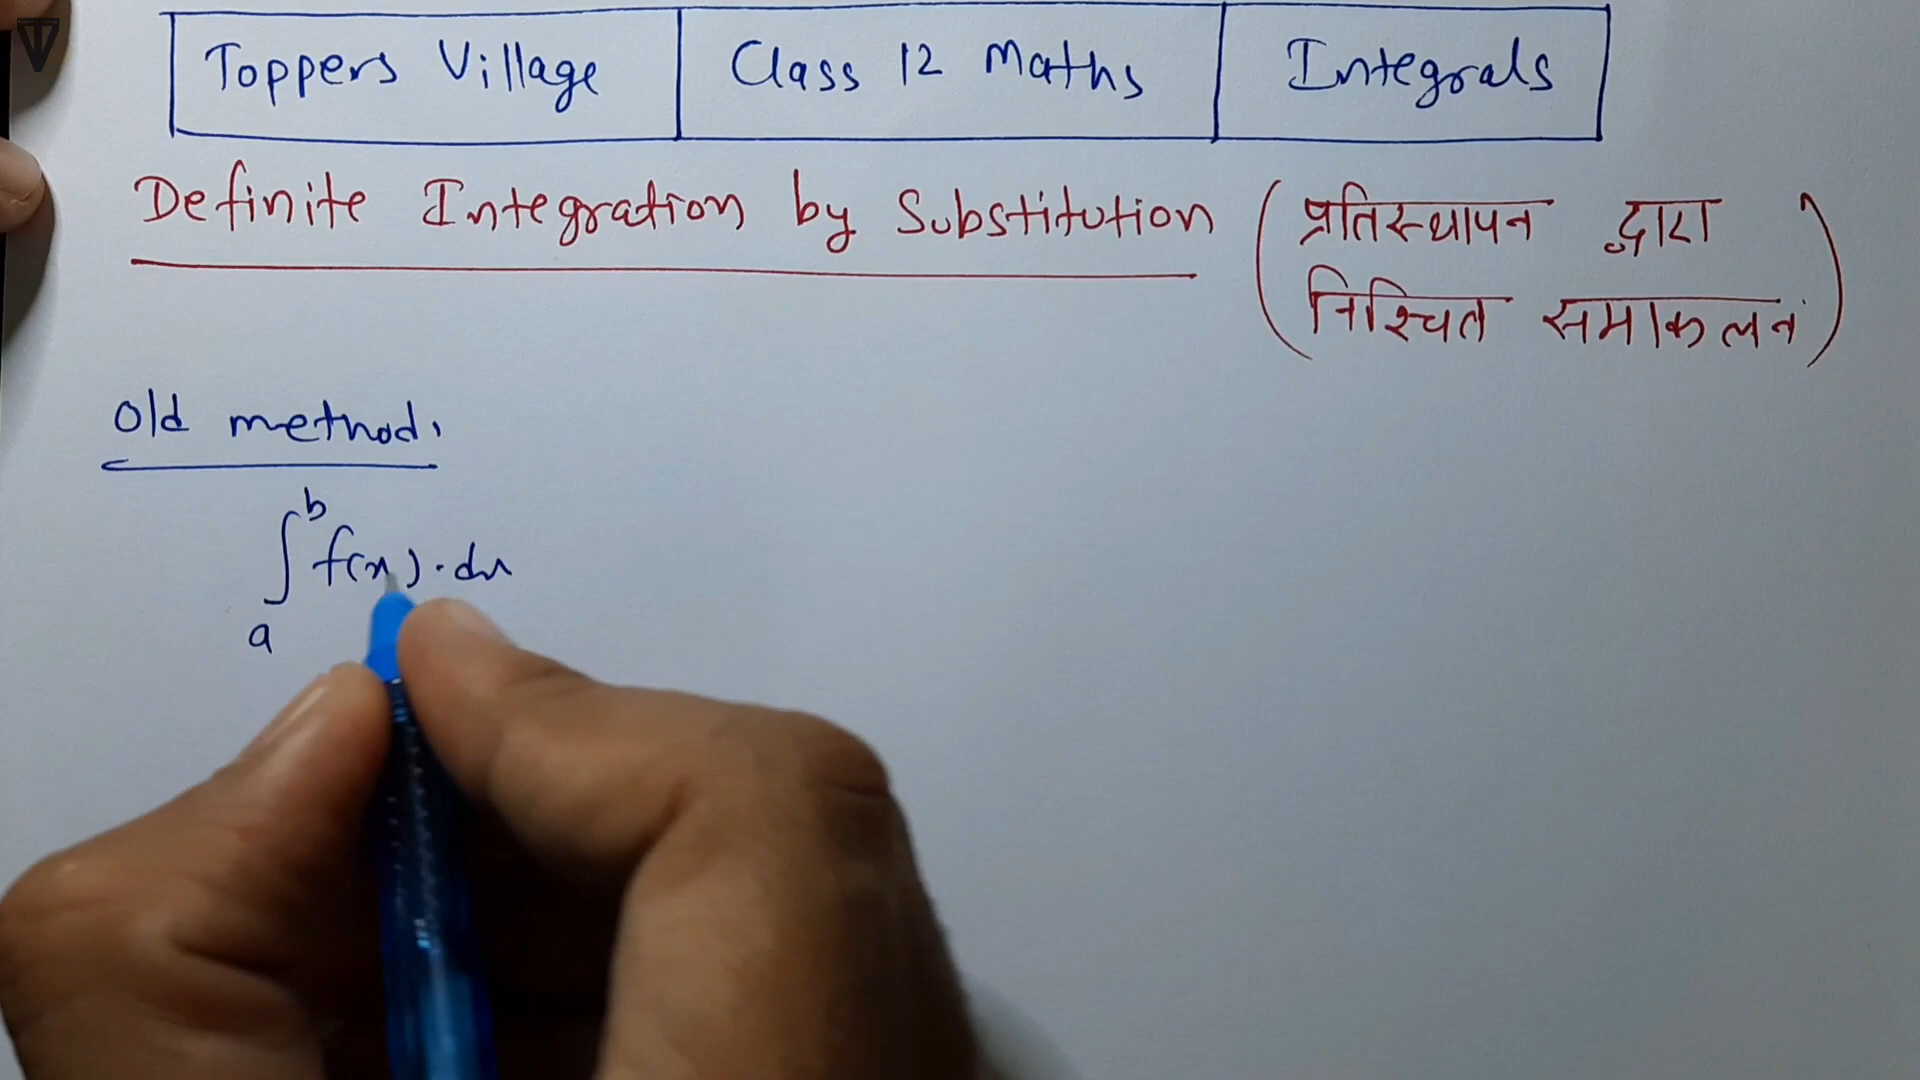 Toppers Village Class 12 Maths Integrals
Definite Integration by Substitution (प्रतिस्थापन द्वारा
निश्चित समाकलन)
Old method,
∫ₐᵇ f(x)·dx